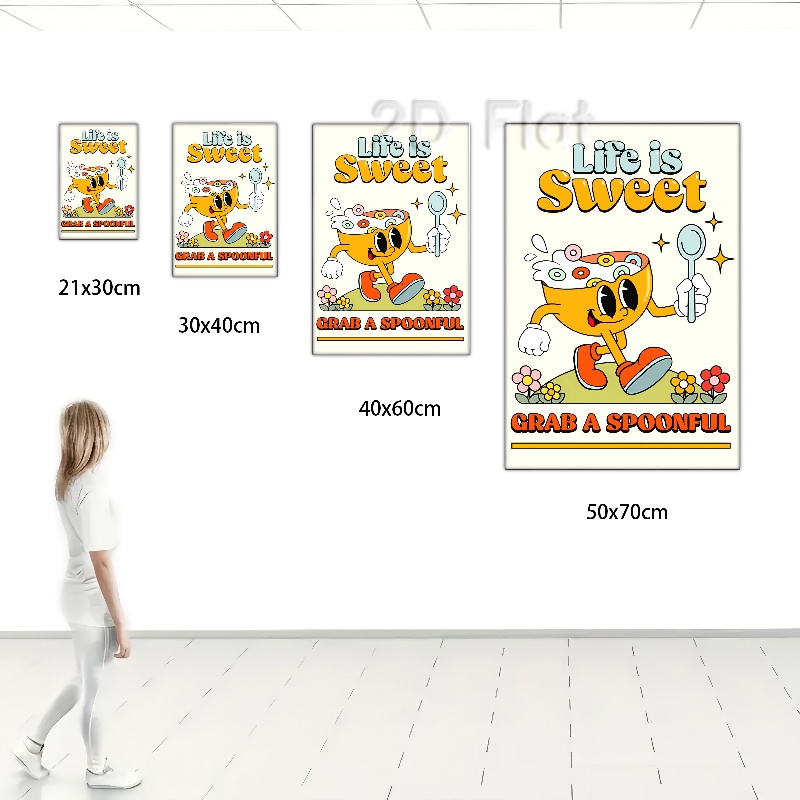 2D Flat
Life is
Sweet
GRAB A SPOONFUL
21x30cm
Life is
Sweet
GRAB A SPOONFUL
30x40cm
Life is
Sweet
GRAB A SPOONFUL
40x60cm
Life is
Sweet
GRAB A SPOONFUL
50x70cm